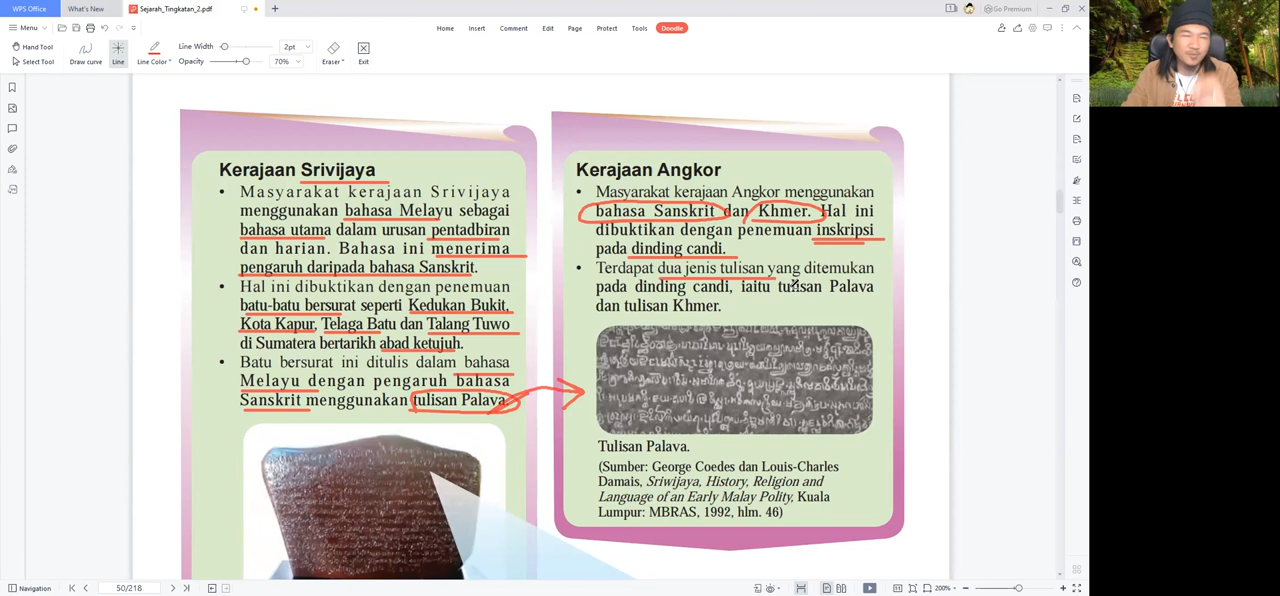 WPS Office
What's New
Sejarah_Tingkatan_2.pdf
Go Premium
Menu
Home
Insert
Comment
Edit
Page
Protect
Tools
Doodle
Hand Tool
Select Tool
Draw curve
Line
Line Color
Line Width
2pt
Opacity
70%
Eraser
Exit
Kerajaan Srivijaya
• Masyarakat kerajaan Srivijaya
menggunakan bahasa Melayu sebagai
bahasa utama dalam urusan pentadbiran
dan harian. Bahasa ini menerima
pengaruh daripada bahasa Sanskrit.
• Hal ini dibuktikan dengan penemuan
batu-batu bersurat seperti Kedukan Bukit,
Kota Kapur, Telaga Batu dan Talang Tuwo
di Sumatera bertarikh abad ketujuh.
• Batu bersurat ini ditulis dalam bahasa
Melayu dengan pengaruh bahasa
Sanskrit menggunakan tulisan Palava.
Kerajaan Angkor
• Masyarakat kerajaan Angkor menggunakan
bahasa Sanskrit dan Khmer. Hal ini
dibuktikan dengan penemuan inskripsi
pada dinding candi.
• Terdapat dua jenis tulisan yang ditemukan
pada dinding candi, iaitu tulisan Palava
dan tulisan Khmer.
Tulisan Palava.
(Sumber: George Coedes dan Louis-Charles
Damais, Sriwijaya, History, Religion and
Language of an Early Malay Polity, Kuala
Lumpur: MBRAS, 1992, hlm. 46)
Navigation
50/218
200%